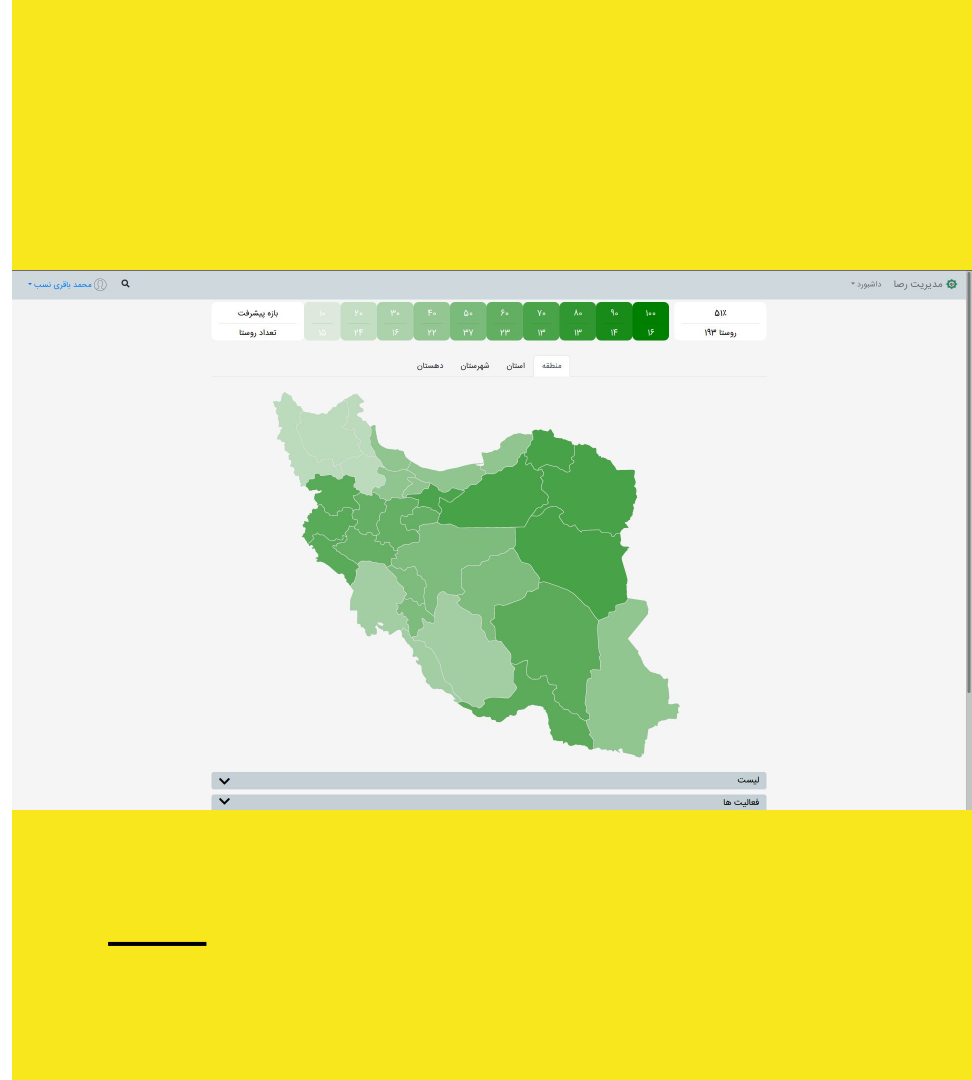 مدیریت رصا داشبورد
محمد باقری نسب
۵۱٪
روستا ۱۹۳
۱۰۰ ۹۰ ۸۰ ۷۰ ۶۰ ۵۰ ۴۰ ۳۰ ۲۰ ۱۰ بازه پیشرفت
۱۶ ۱۴ ۱۳ ۱۳ ۲۳ ۳۷ ۲۲ ۱۶ ۲۴ ۱۵ تعداد روستا
منطقه استان شهرستان دهستان
لیست
فعالیت ها